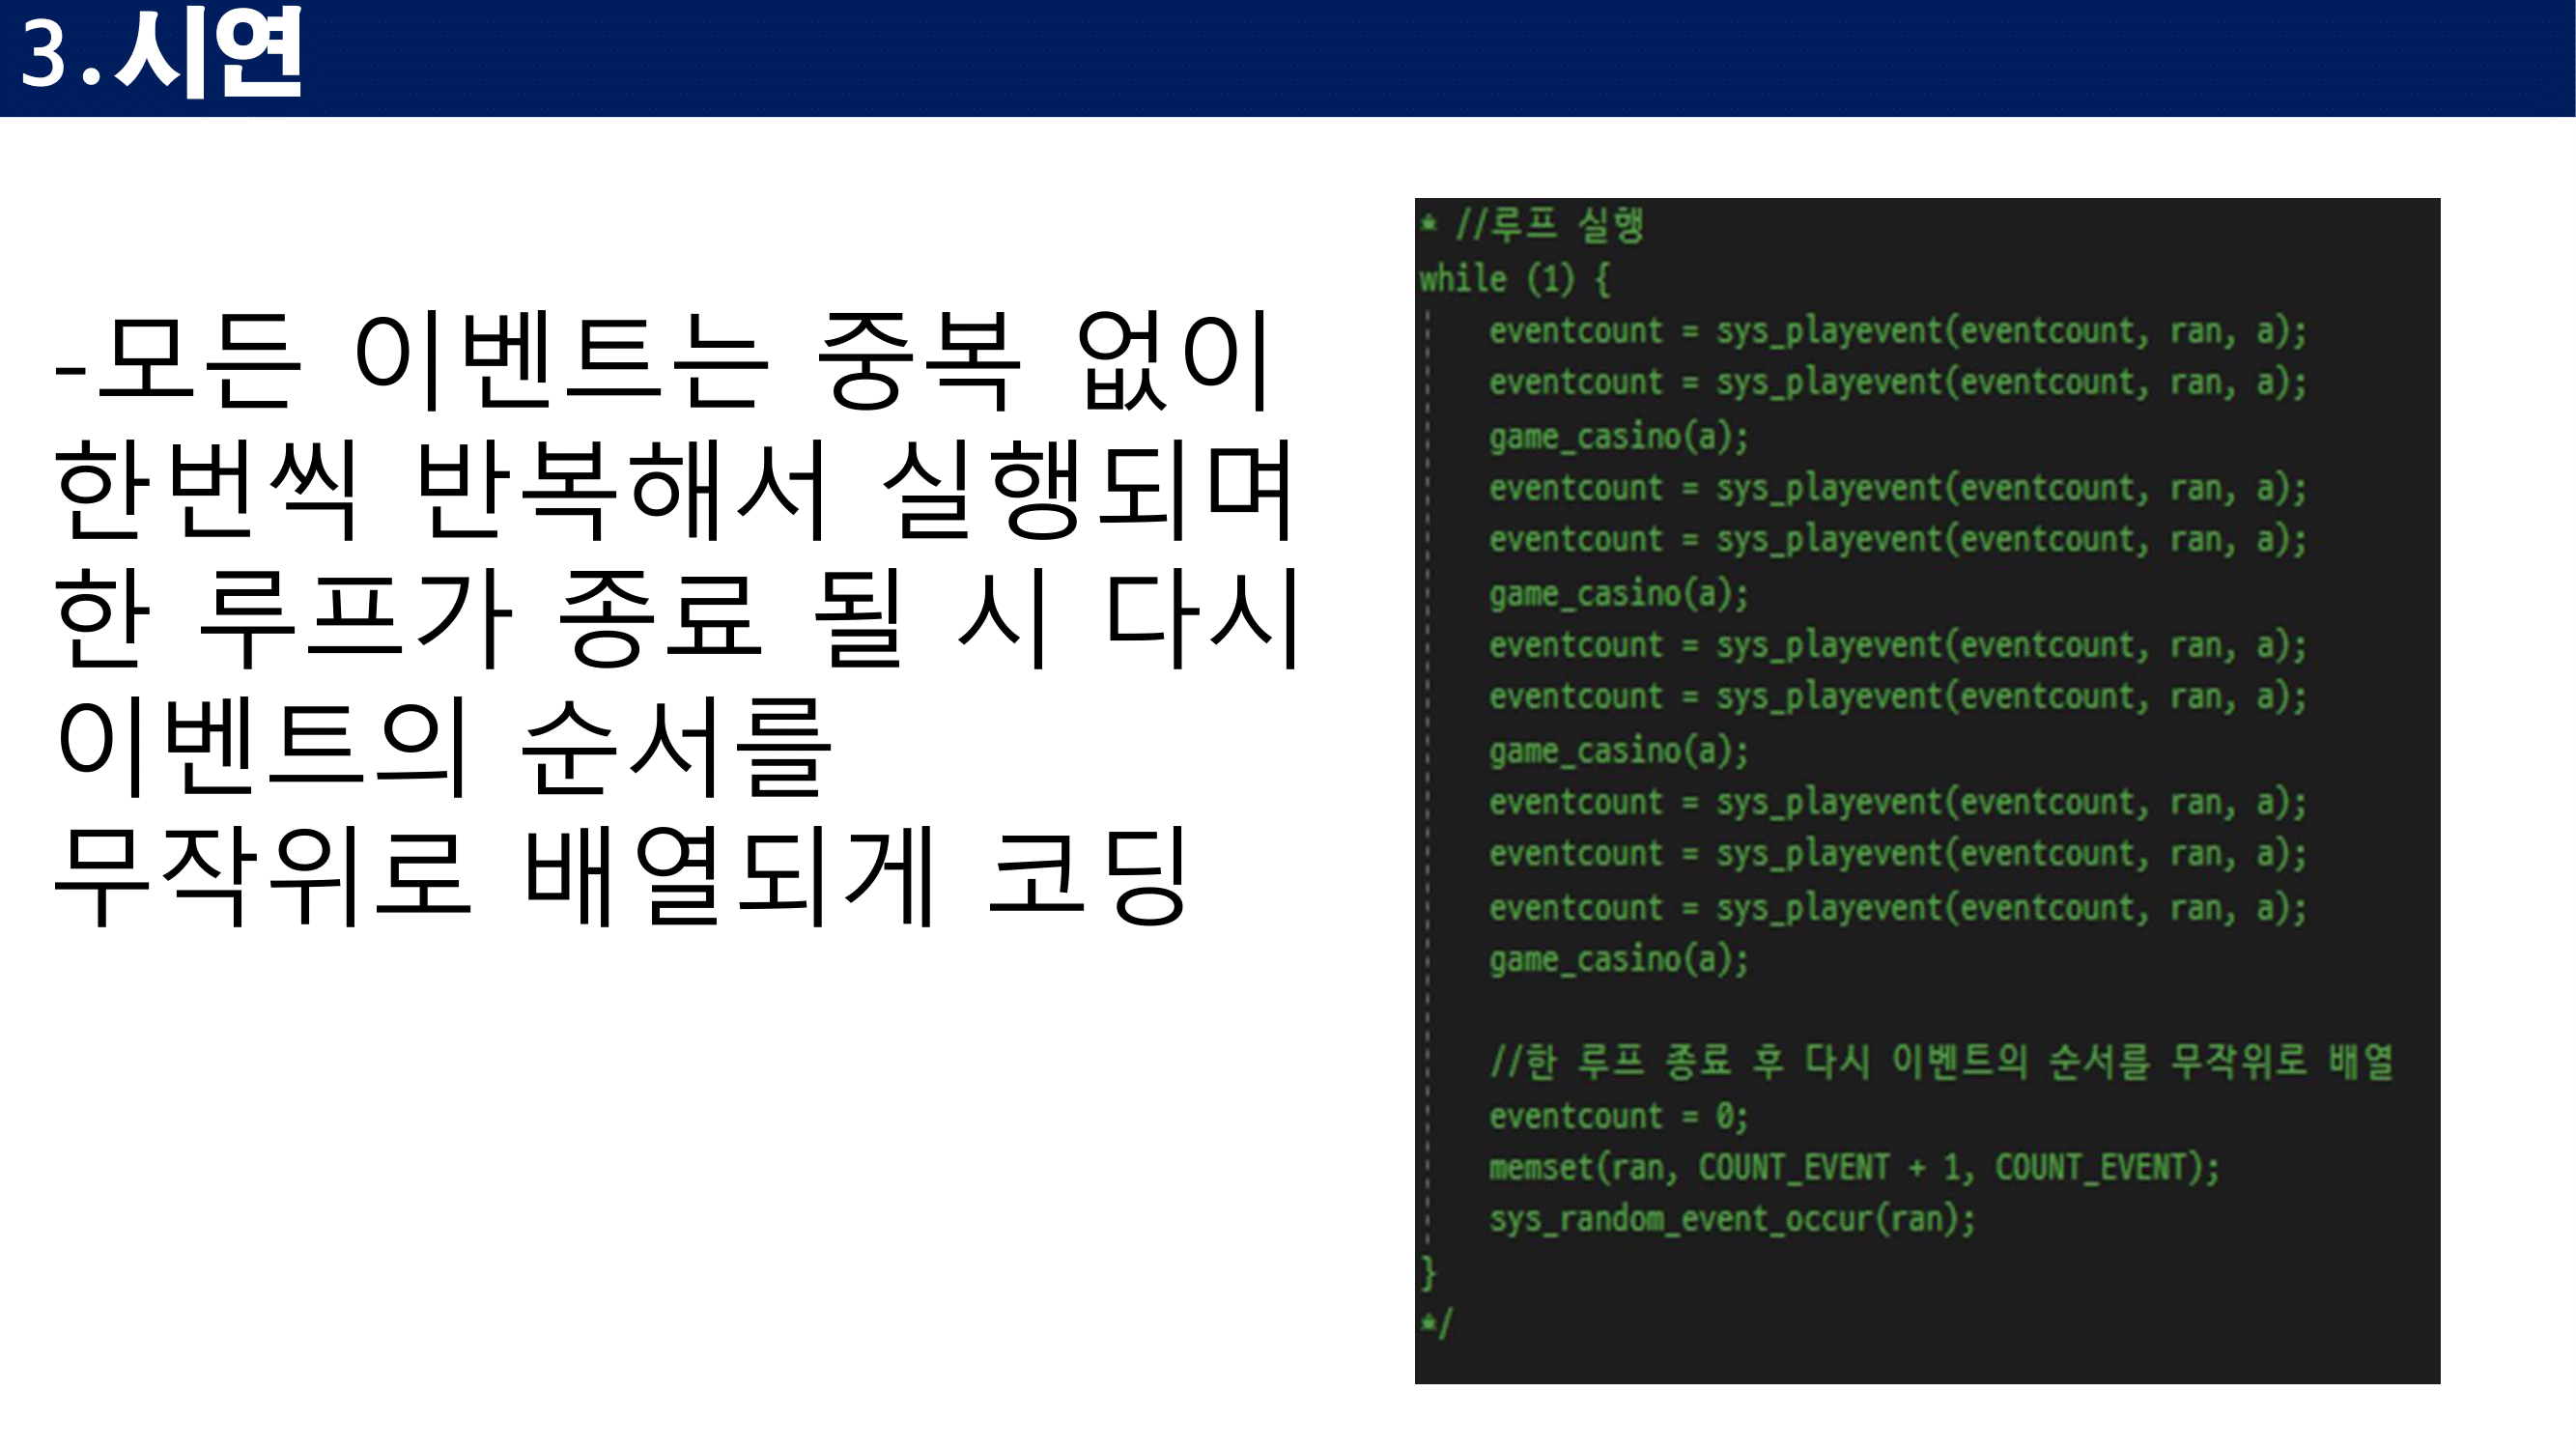 3.시연
-모든 이벤트는 중복 없이
한번씩 반복해서 실행되며
한 루프가 종료 될 시 다시
이벤트의 순서를
무작위로 배열되게 코딩
* //루프 실행
while (1) {
eventcount = sys_playevent(eventcount, ran, a);
eventcount = sys_playevent(eventcount, ran, a);
game_casino(a);
eventcount = sys_playevent(eventcount, ran, a);
eventcount = sys_playevent(eventcount, ran, a);
game_casino(a);
eventcount = sys_playevent(eventcount, ran, a);
eventcount = sys_playevent(eventcount, ran, a);
game_casino(a);
eventcount = sys_playevent(eventcount, ran, a);
eventcount = sys_playevent(eventcount, ran, a);
eventcount = sys_playevent(eventcount, ran, a);
game_casino(a);
//한 루프 종료 후 다시 이벤트의 순서를 무작위로 배열
eventcount = 0;
memset(ran, COUNT_EVENT + 1, COUNT_EVENT);
sys_random_event_occur(ran);
}
*/